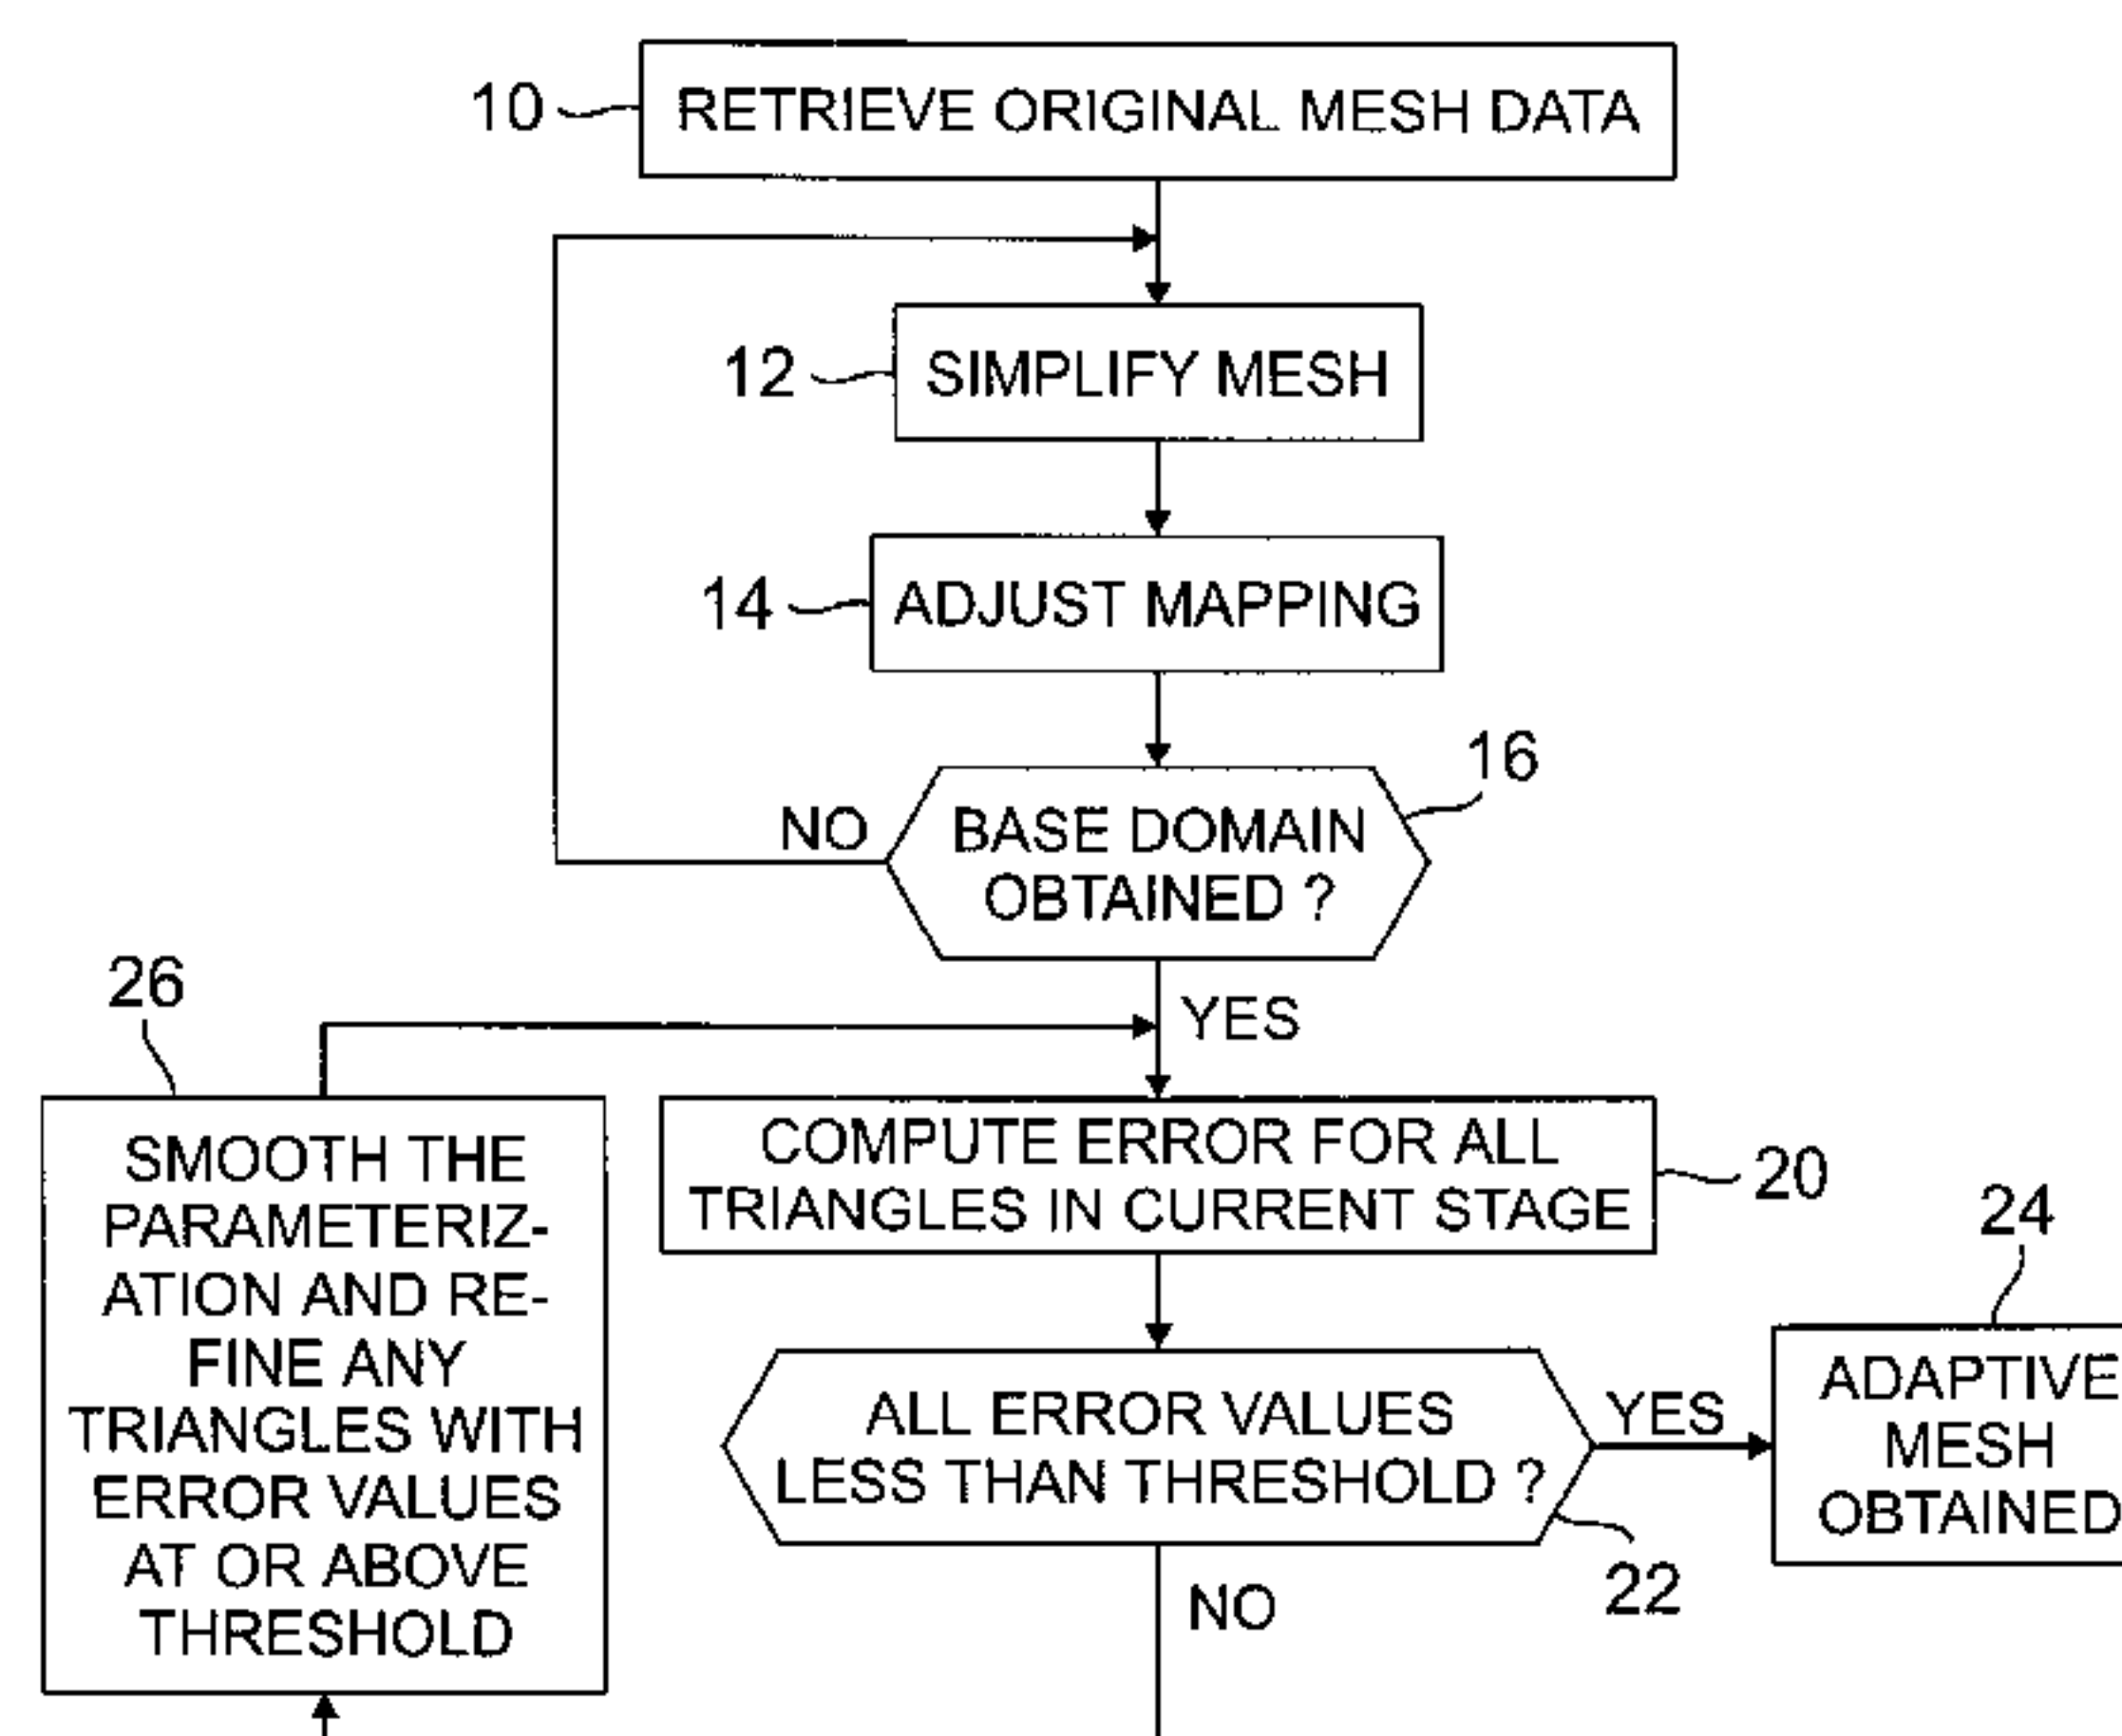 10
RETRIEVE ORIGINAL MESH DATA
12
SIMPLIFY MESH
14
ADJUST MAPPING
16
NO
BASE DOMAIN
OBTAINED ?
YES
26
SMOOTH THE
PARAMETERIZ-
ATION AND RE-
FINE ANY
TRIANGLES WITH
ERROR VALUES
AT OR ABOVE
THRESHOLD
COMPUTE ERROR FOR ALL
TRIANGLES IN CURRENT STAGE
20
24
ALL ERROR VALUES
LESS THAN THRESHOLD ?
YES
ADAPTIVE
MESH
OBTAINED
22
NO